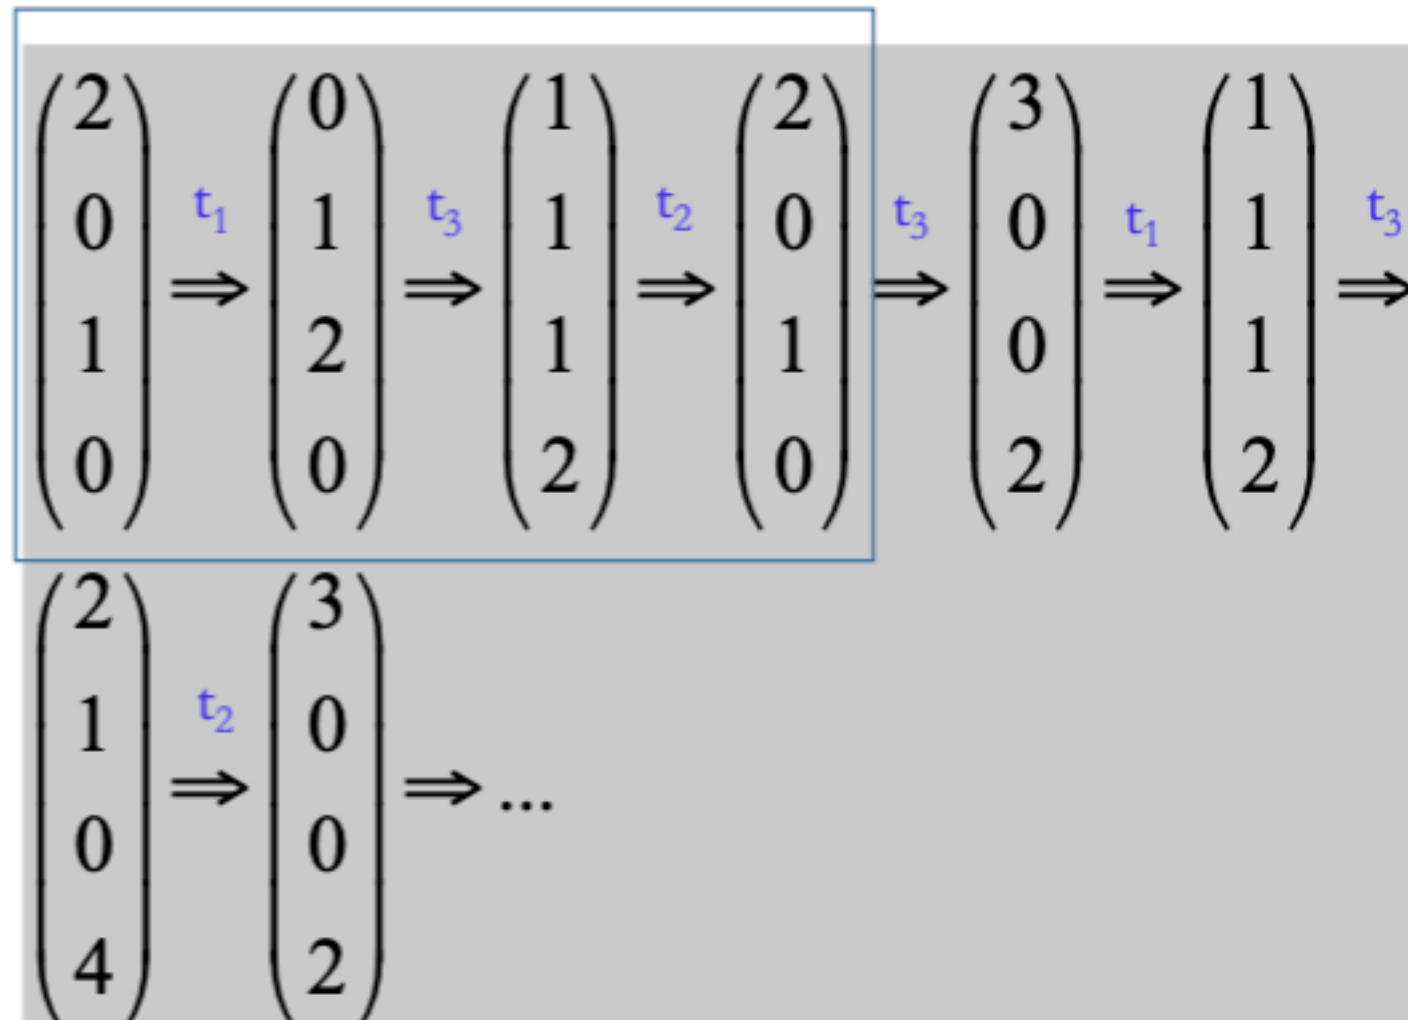 (2 0 1 0) t₁ ⇒ (0 1 2 0) t₃ ⇒ (1 1 1 2) t₂ ⇒ (2 0 1 0) t₃ ⇒ (3 0 0 2) t₁ ⇒ (1 1 1 2) t₃ ⇒
(2 1 0 4) t₂ ⇒ (3 0 0 2) ⇒ ...